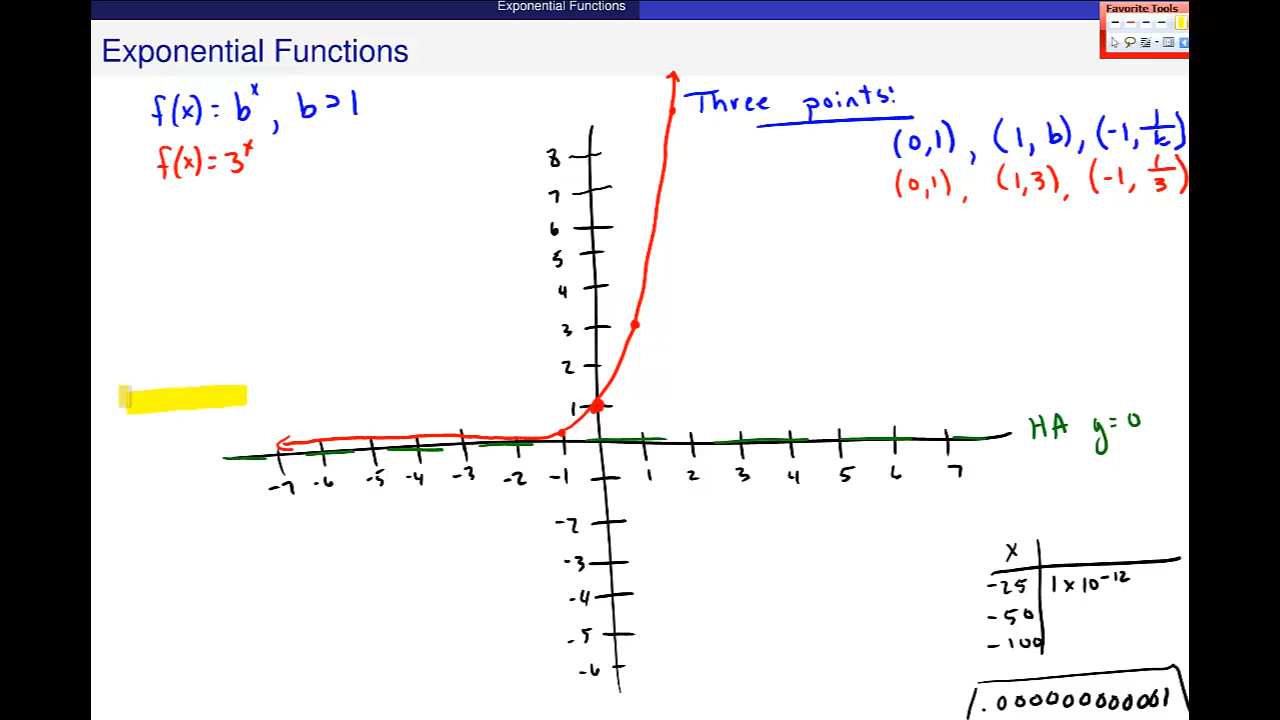 Exponential Functions
Favorite Tools
Exponential Functions
f(x) = b^x, b > 1
Three points:
(0,1), (1, b), (-1, 1/b)
f(x) = 3^x
(0,1), (1,3), (-1, 1/3)
8
7
6
5
4
3
2
1
HA y=0
-7 -6 -5 -4 -3 -2 -1 1 2 3 4 5 6 7
-2
-3
-4
-5
-6
x
-25 1 x 10^-12
-50
-100
.000000000001